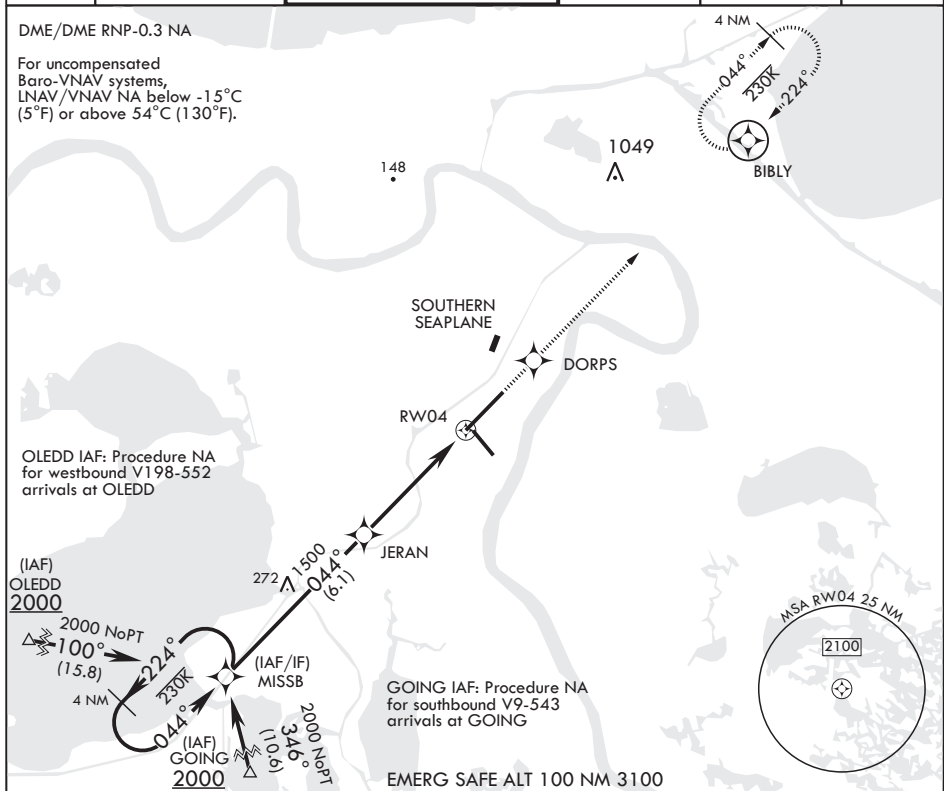 DME/DME RNP-0.3 NA
For uncompensated
Baro-VNAV systems,
LNAV/VNAV NA below -15°C
(5°F) or above 54°C (130°F).
4 NM
044°
230K
224°
BIBLY
1049
148
SOUTHERN
SEAPLANE
DORPS
RW04
OLEDD IAF: Procedure NA
for westbound V198-552
arrivals at OLEDD
JERAN
272
1500
044°
(6.1)
(IAF)
OLEDD
2000
2000 NoPT
100°
(15.8)
224°
230K
4 NM
044°
(IAF/IF)
MISSB
(IAF)
GOING
2000
2000 NoPT
346°
(10.6)
GOING IAF: Procedure NA
for southbound V9-543
arrivals at GOING
EMERG SAFE ALT 100 NM 3100
MSA RW04 25 NM
2100